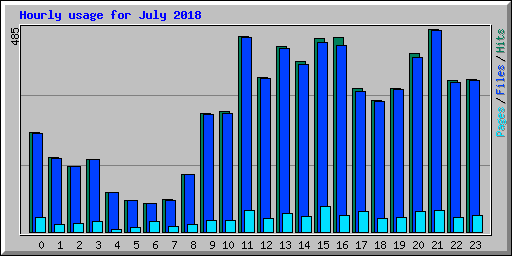 Hourly usage for July 2018
485
Pages/Files/Hits
0 1 2 3 4 5 6 7 8 9 10 11 12 13 14 15 16 17 18 19 20 21 22 23